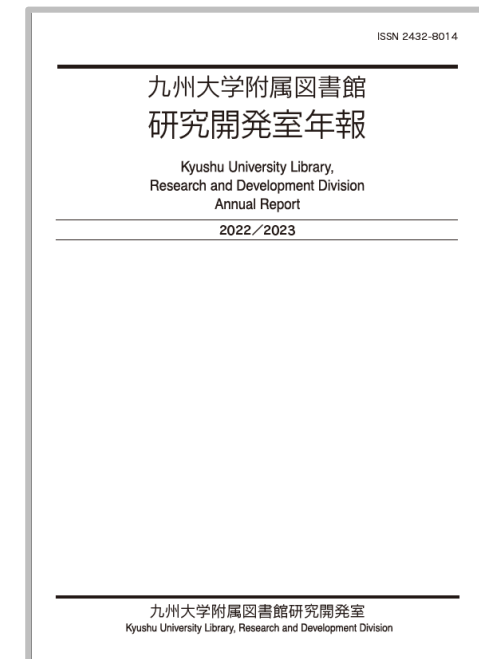 ISSN 2432-8014
九州大学附属図書館
研究開発室年報
Kyushu University Library,
Research and Development Division
Annual Report
2022／2023
九州大学附属図書館研究開発室
Kyushu University Library, Research and Development Division